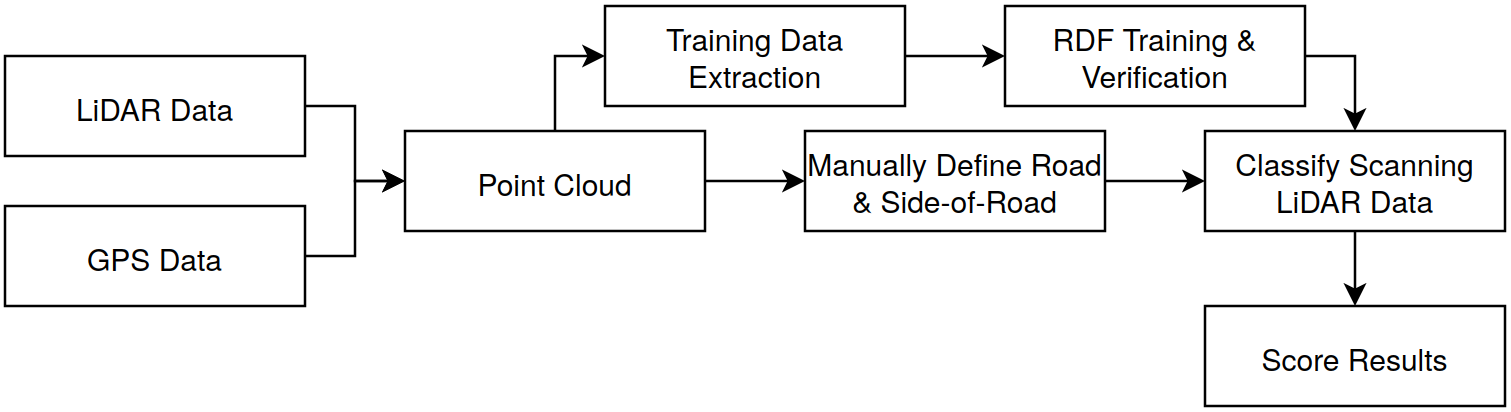 LiDAR Data
GPS Data
Point Cloud
Training Data
Extraction
RDF Training &
Verification
Manually Define Road
& Side-of-Road
Classify Scanning
LiDAR Data
Score Results